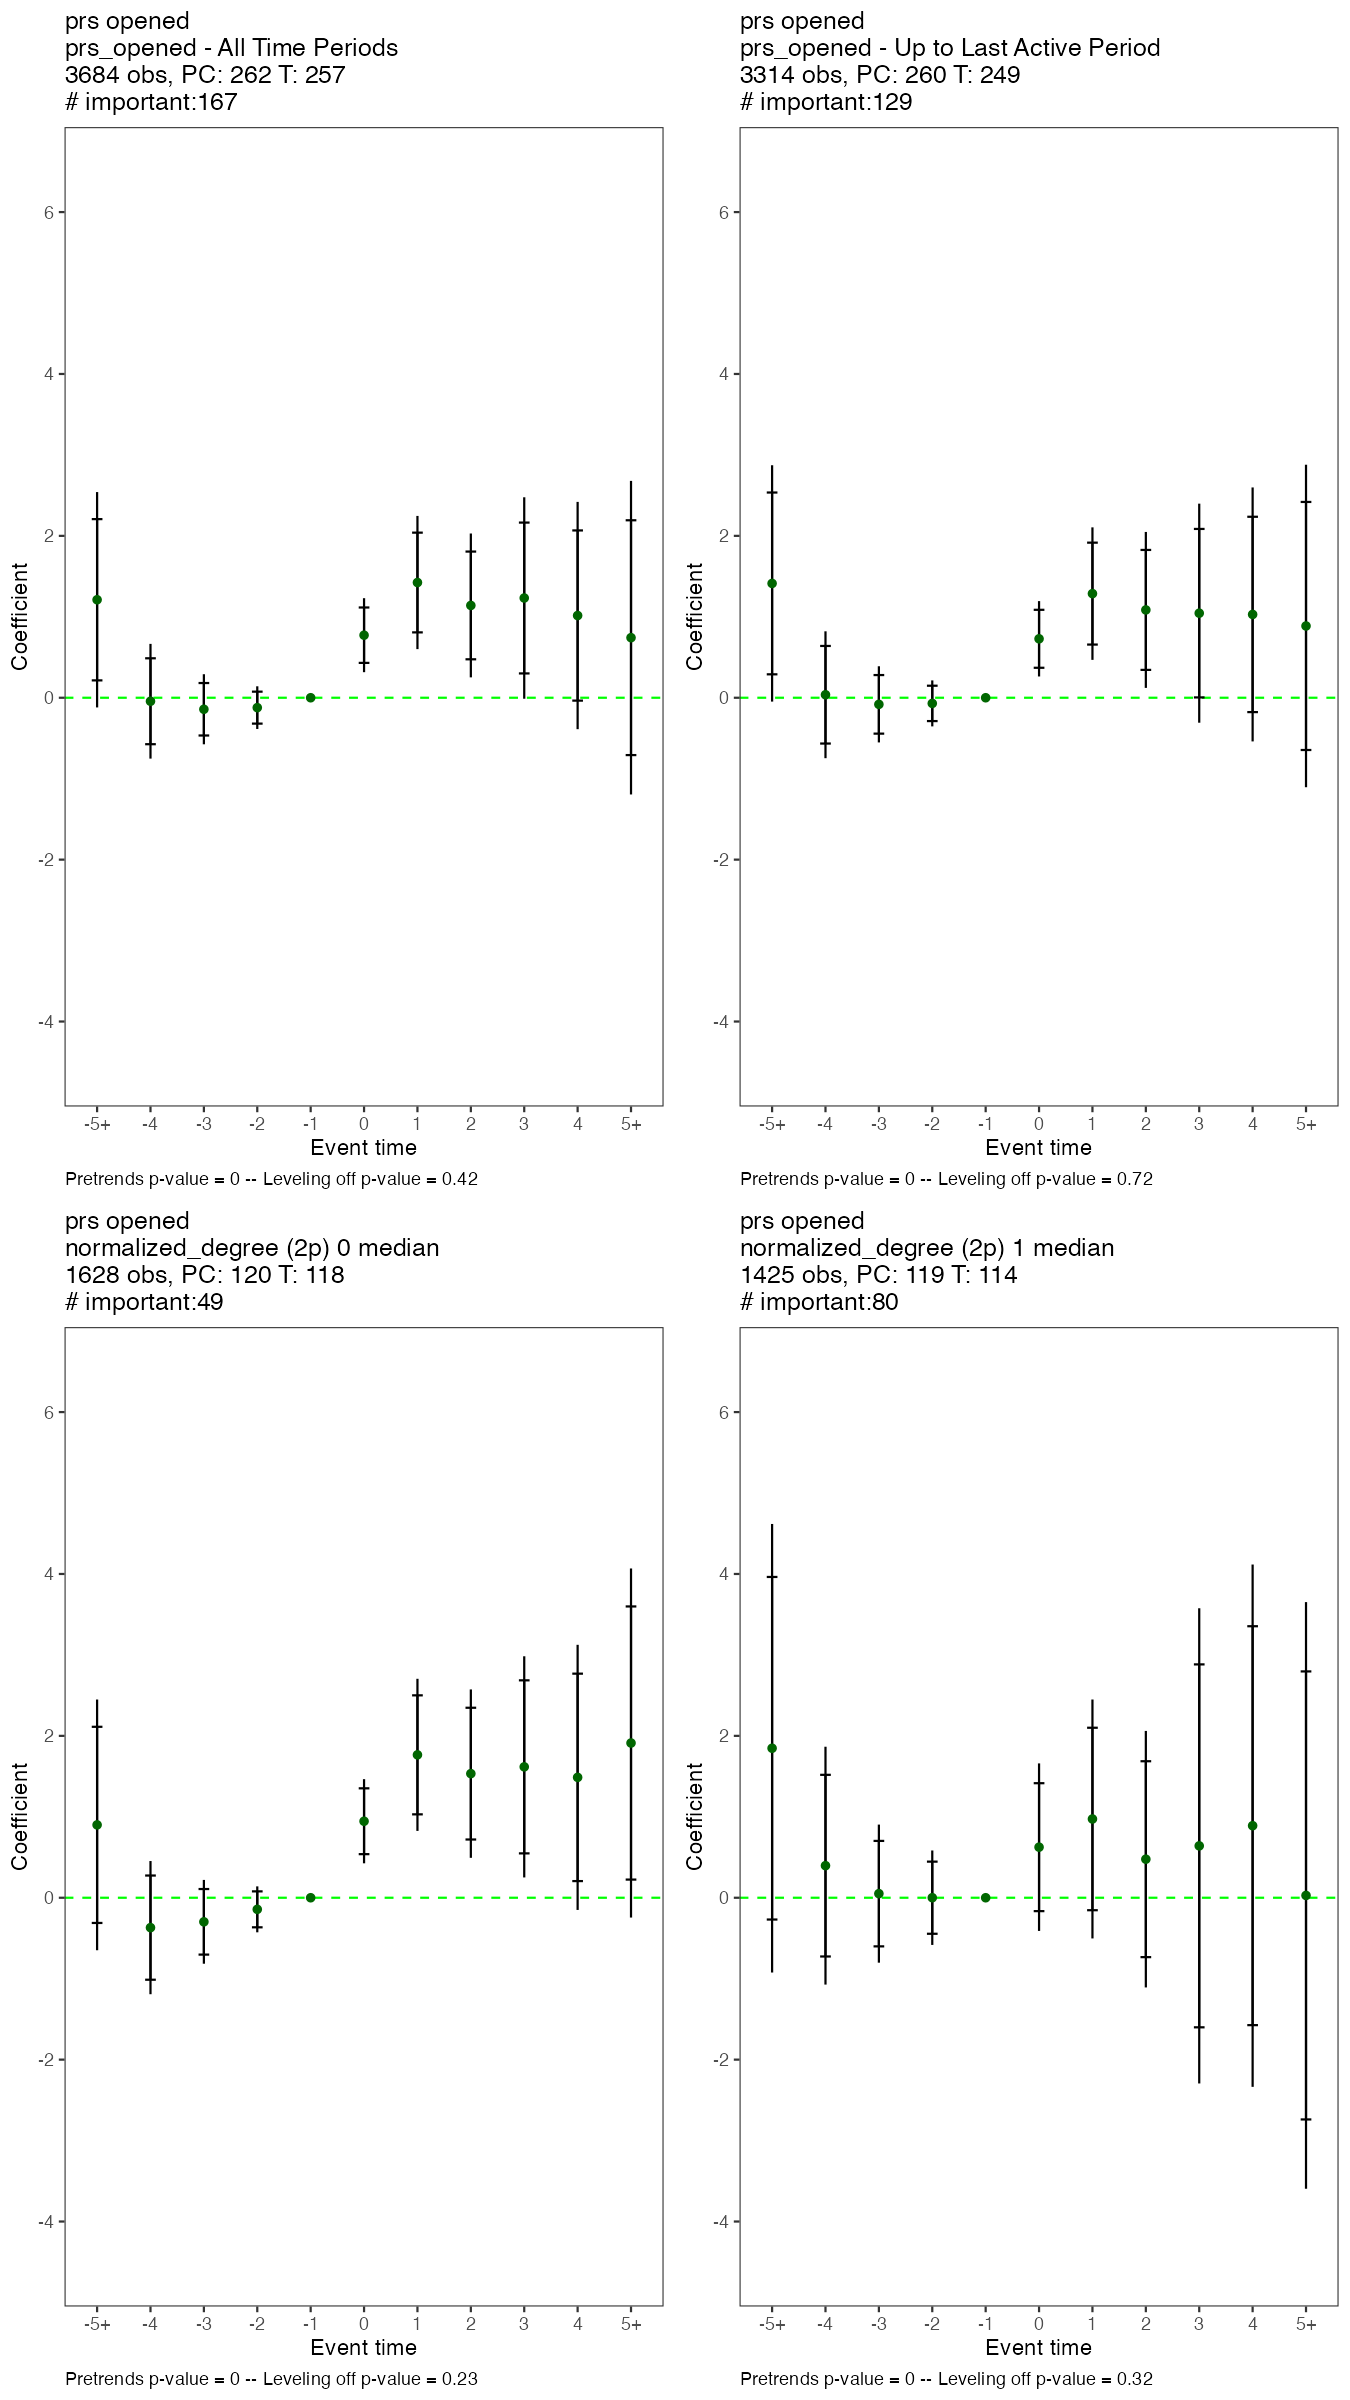 prs opened
prs_opened - All Time Periods
3684 obs, PC: 262 T: 257
# important:167
6
4
2
0
-2
-4
Coefficient
-5+ -4 -3 -2 -1 0 1 2 3 4 5+
Event time
Pretrends p-value = 0 -- Leveling off p-value = 0.42
prs opened
prs_opened - Up to Last Active Period
3314 obs, PC: 260 T: 249
# important:129
6
4
2
0
-2
-4
Coefficient
-5+ -4 -3 -2 -1 0 1 2 3 4 5+
Event time
Pretrends p-value = 0 -- Leveling off p-value = 0.72
prs opened
normalized_degree (2p) 0 median
1628 obs, PC: 120 T: 118
# important:49
6
4
2
0
-2
-4
Coefficient
-5+ -4 -3 -2 -1 0 1 2 3 4 5+
Event time
Pretrends p-value = 0 -- Leveling off p-value = 0.23
prs opened
normalized_degree (2p) 1 median
1425 obs, PC: 119 T: 114
# important:80
6
4
2
0
-2
-4
Coefficient
-5+ -4 -3 -2 -1 0 1 2 3 4 5+
Event time
Pretrends p-value = 0 -- Leveling off p-value = 0.32